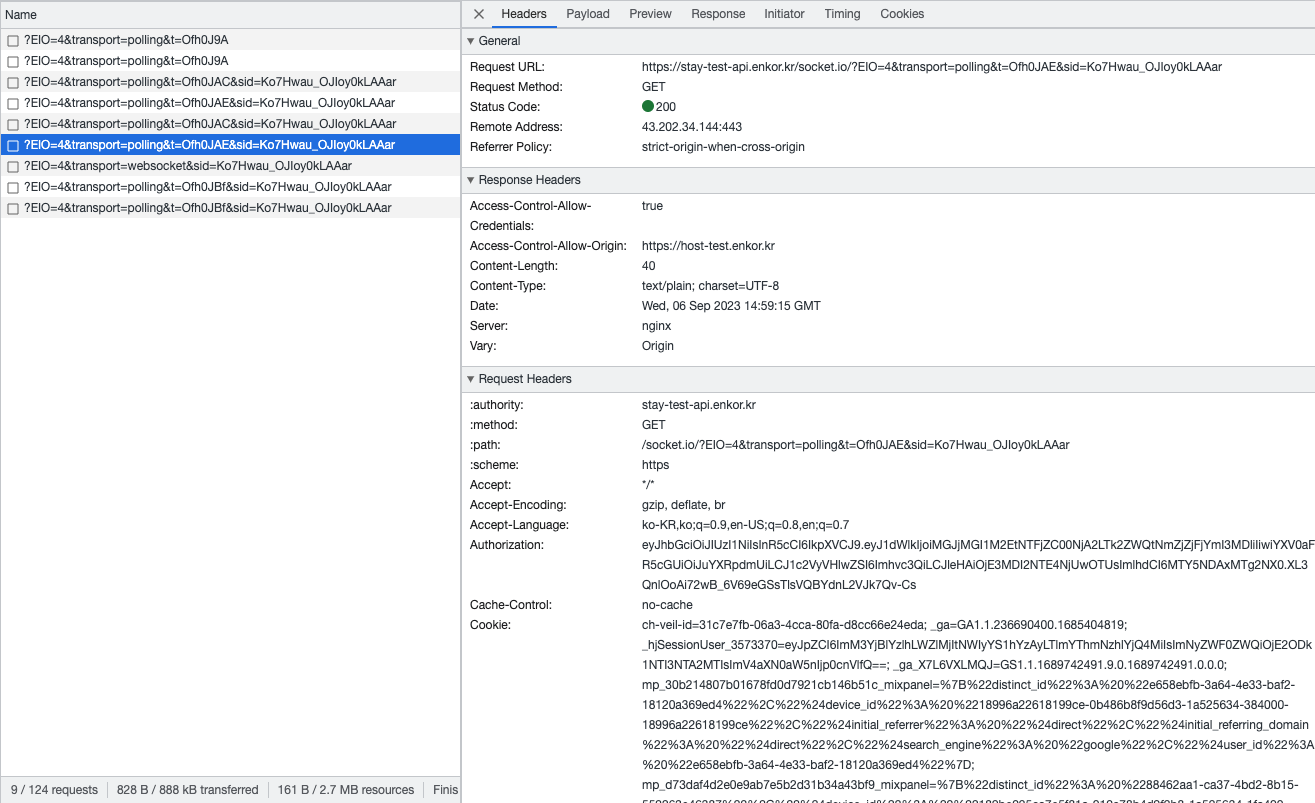 Name
?EIO=4&transport=polling&t=Ofh0J9A
?EIO=4&transport=polling&t=Ofh0J9A
?EIO=4&transport=polling&t=Ofh0JAC&sid=Ko7Hwau_OJIoy0kLAAar
?EIO=4&transport=polling&t=Ofh0JAE&sid=Ko7Hwau_OJIoy0kLAAar
?EIO=4&transport=polling&t=Ofh0JAC&sid=Ko7Hwau_OJIoy0kLAAar
?EIO=4&transport=polling&t=Ofh0JAE&sid=Ko7Hwau_OJIoy0kLAAar
?EIO=4&transport=websocket&sid=Ko7Hwau_OJIoy0kLAAar
?EIO=4&transport=polling&t=Ofh0JBf&sid=Ko7Hwau_OJIoy0kLAAar
?EIO=4&transport=polling&t=Ofh0JBf&sid=Ko7Hwau_OJIoy0kLAAar
9 / 124 requests 828 B / 888 kB transferred 161 B / 2.7 MB resources Finis
Headers Payload Preview Response Initiator Timing Cookies
General
Request URL: https://stay-test-api.enkor.kr/socket.io/?EIO=4&transport=polling&t=Ofh0JAE&sid=Ko7Hwau_OJIoy0kLAAar
Request Method: GET
Status Code: 200
Remote Address: 43.202.34.144:443
Referrer Policy: strict-origin-when-cross-origin
Response Headers
Access-Control-Allow- true
Credentials:
Access-Control-Allow-Origin: https://host-test.enkor.kr
Content-Length: 40
Content-Type: text/plain; charset=UTF-8
Date: Wed, 06 Sep 2023 14:59:15 GMT
Server: nginx
Vary: Origin
Request Headers
:authority: stay-test-api.enkor.kr
:method: GET
:path: /socket.io/?EIO=4&transport=polling&t=Ofh0JAE&sid=Ko7Hwau_OJIoy0kLAAar
:scheme: https
Accept: */*
Accept-Encoding: gzip, deflate, br
Accept-Language: ko-KR,ko;q=0.9,en-US;q=0.8,en;q=0.7
Authorization:
Cache-Control: no-cache
Cookie: ch-veil-id=31c7e7fb-06a3-4cca-80fa-d8cc66e24eda; _ga=GA1.1.236690400.1685404819;
_ga_X7L6VXLMQJ=GS1.1.1689742491.9.0.1689742491.0.0.0;
mp_30b214807b01678fd0d7921cb146b51c_mixpanel=%7B%22distinct_id%22%3A%20%22e658ebfb-3a64-4e33-baf2-
18120a369ed4%22%2C%22%24device_id%22%3A%20%2218996a22618199ce-0b486b8f9d56d3-1a525634-384000-
18996a22618199ce%22%2C%22%24initial_referrer%22%3A%20%22%24direct%22%2C%22%24initial_referring_domain
%22%3A%20%22%24direct%22%2C%22%24search_engine%22%3A%20%22google%22%2C%22%24user_id%22%3A
%20%22e658ebfb-3a64-4e33-baf2-18120a369ed4%22%7D;
mp_d73daf4d2e0e9ab7e5b2d31b34a43bf9_mixpanel=%7B%22distinct_id%22%3A%20%2288462aa1-ca37-4bd2-8b15-